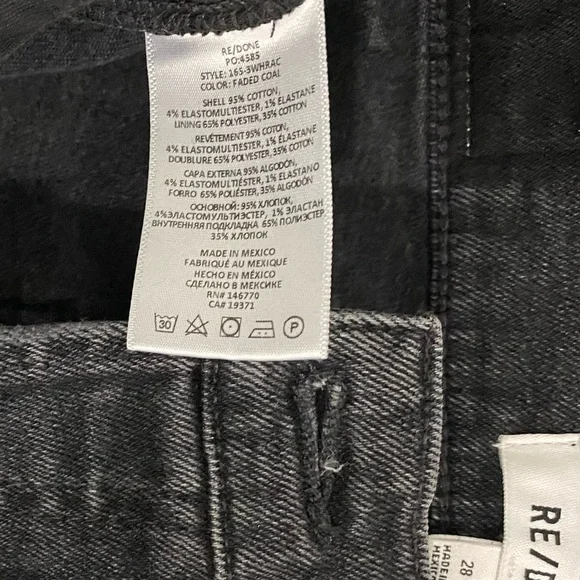 RE/DONE
PO:4585
STYLE: 165-3WHRAC
COLOR: FADED COAL
SHELL 95% COTTON,
4% ELASTOMULTIESTER, 1% ELASTANE
LINING 65% POLYESTER, 35% COTTON
REVÊTEMENT 95% COTON,
4% ELASTOMULTIESTER, 1% ELASTANE
DOUBLURE 65% POLYESTER, 35% COTON
CAPA EXTERNA 95% ALGODÓN,
4% ELASTOMULTIESTER, 1% ELASTANO
FORRO 65% POLIÉSTER, 35% ALGODÓN
ОСНОВНОЙ: 95% ХЛОПОК,
4%ЭЛАСТОМУЛЬТИЭСТЕР, 1% ЭЛАСТАН
ВНУТРЕННЯЯ ПОДКЛАДКА 65% ПОЛИЭСТЕР
35% ХЛОПОК
MADE IN MEXICO
FABRIQUÉ AU MEXIQUE
HECHO EN MÉXICO
СДЕЛАНО В МЕКСИКЕ
RN# 146770
CA# 19371
30
P
RE/D
28
MADE
MEXIC